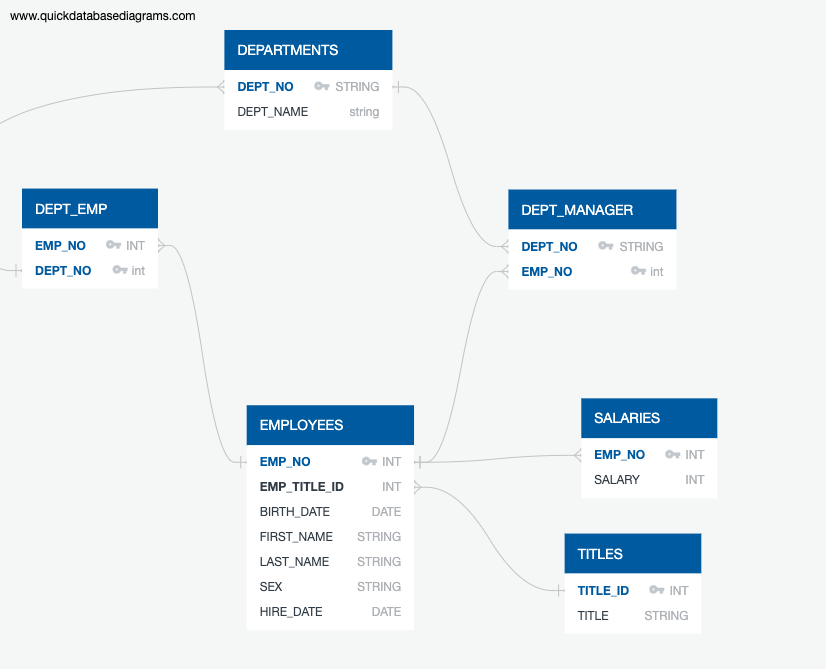 www.quickdatabasediagrams.com
DEPARTMENTS
DEPT_NO STRING
DEPT_NAME string
DEPT_EMP
EMP_NO INT
DEPT_NO int
DEPT_MANAGER
DEPT_NO STRING
EMP_NO int
EMPLOYEES
EMP_NO INT
EMP_TITLE_ID INT
BIRTH_DATE DATE
FIRST_NAME STRING
LAST_NAME STRING
SEX STRING
HIRE_DATE DATE
SALARIES
EMP_NO INT
SALARY INT
TITLES
TITLE_ID INT
TITLE STRING